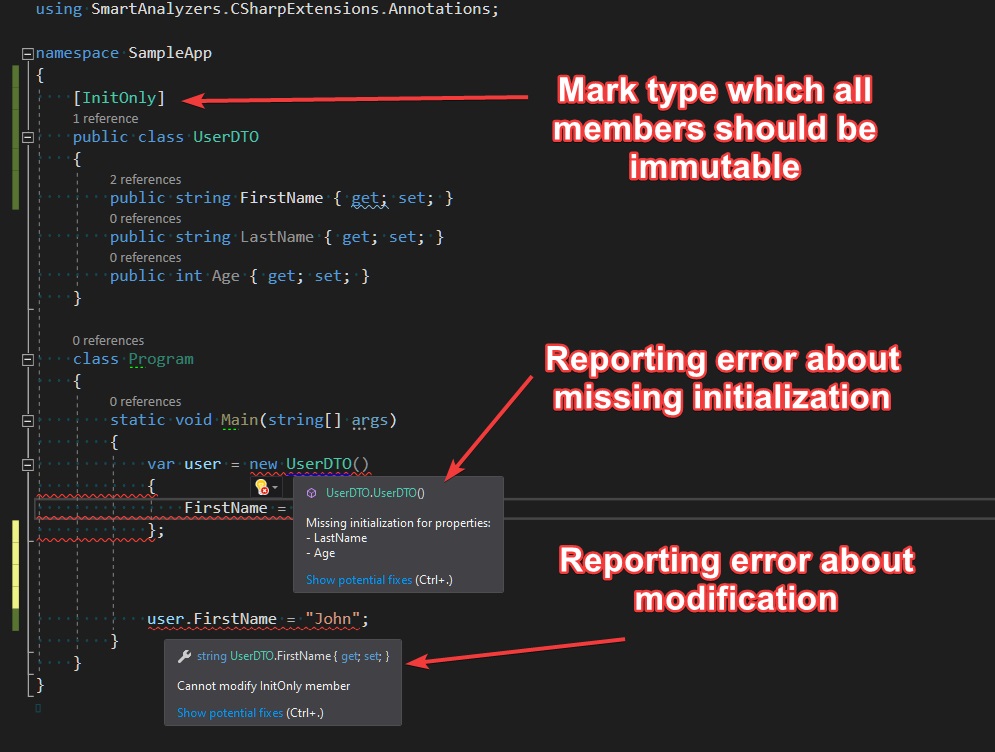 using SmartAnalyzers.CSharpExtensions.Annotations;
namespace SampleApp
{
[InitOnly]
1 reference
public class UserDTO
{
2 references
public string FirstName { get; set; }
0 references
public string LastName { get; set; }
0 references
public int Age { get; set; }
}
0 references
class Program
{
0 references
static void Main(string[] args)
{
var user = new UserDTO()
{
FirstName =
};
user.FirstName = "John";
}
}
}
Mark type which all
members should be
immutable
Reporting error about
missing initialization
UserDTO.UserDTO()
Missing initialization for properties:
- LastName
- Age
Show potential fixes (Ctrl+.)
Reporting error about
modification
string UserDTO.FirstName { get; set; }
Cannot modify InitOnly member
Show potential fixes (Ctrl+.)